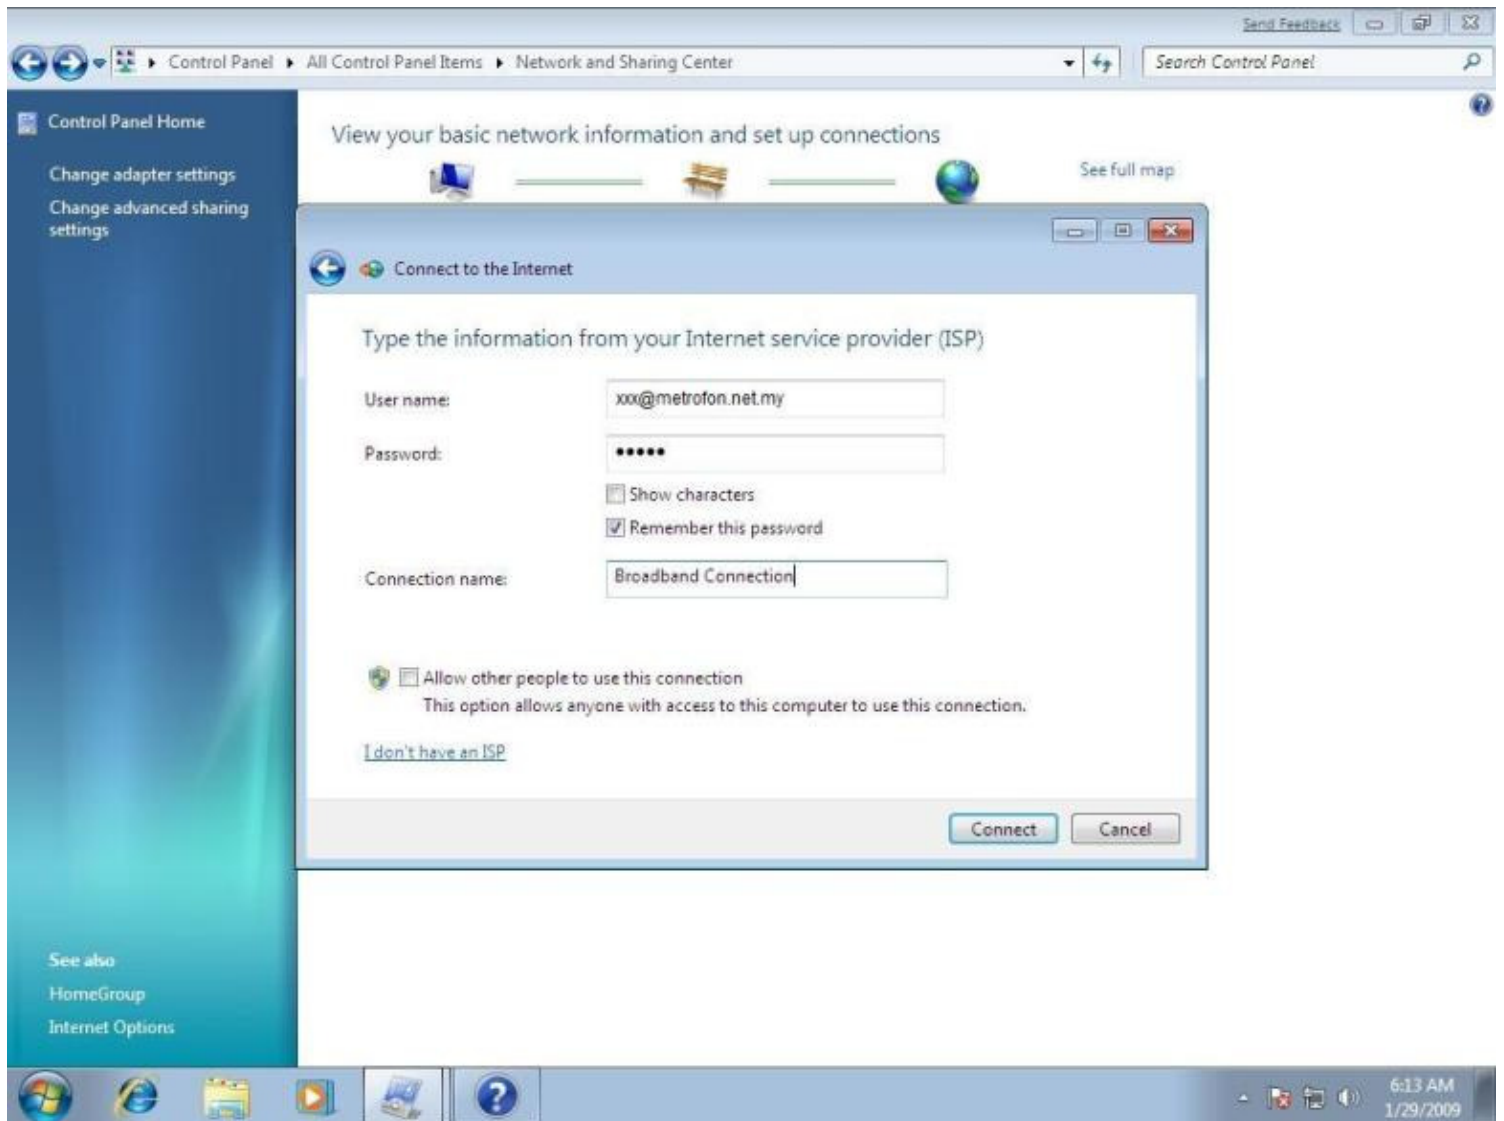 Send Feedback
Control Panel ▸ All Control Panel Items ▸ Network and Sharing Center
Search Control Panel
Control Panel Home
Change adapter settings
Change advanced sharing
settings
View your basic network information and set up connections
See full map
Connect to the Internet
Type the information from your Internet service provider (ISP)
User name:
xxx@metrofon.net.my
Password:
•••••
Show characters
Remember this password
Connection name:
Broadband Connection
Allow other people to use this connection
This option allows anyone with access to this computer to use this connection.
I don't have an ISP
Connect
Cancel
See also
HomeGroup
Internet Options
6:13 AM
1/29/2009